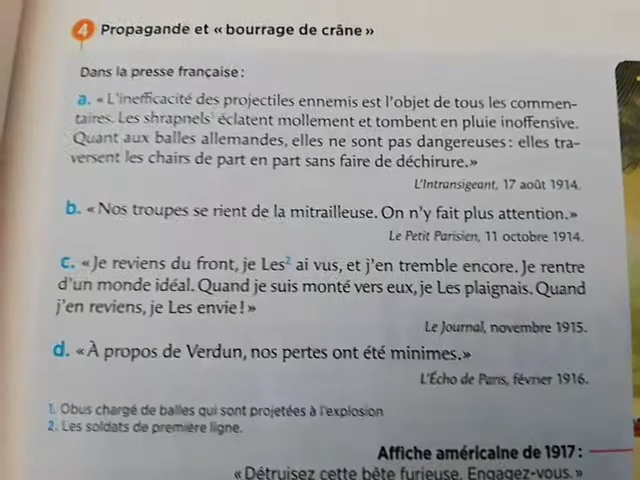 4 Propagande et « bourrage de crâne »
Dans la presse française :
a. « L'inefficacité des projectiles ennemis est l'objet de tous les commen-
taires. Les shrapnels¹ éclatent mollement et tombent en pluie inoffensive.
Quant aux balles allemandes, elles ne sont pas dangereuses : elles tra-
versent les chairs de part en part sans faire de déchirure. »
L'Intransigeant, 17 août 1914.
b. « Nos troupes se rient de la mitrailleuse. On n'y fait plus attention. »
Le Petit Parisien, 11 octobre 1914.
c. « Je reviens du front, je Les² ai vus, et j'en tremble encore. Je rentre
d'un monde idéal. Quand je suis monté vers eux, je Les plaignais. Quand
j'en reviens, je Les envie ! »
Le Journal, novembre 1915.
d. « À propos de Verdun, nos pertes ont été minimes. »
L'Écho de Paris, février 1916.
1. Obus chargé de balles qui sont projetées à l'explosion
2. Les soldats de première ligne.
Affiche américaine de 1917 :
« Détruisez cette bête furieuse. Engagez-vous. »